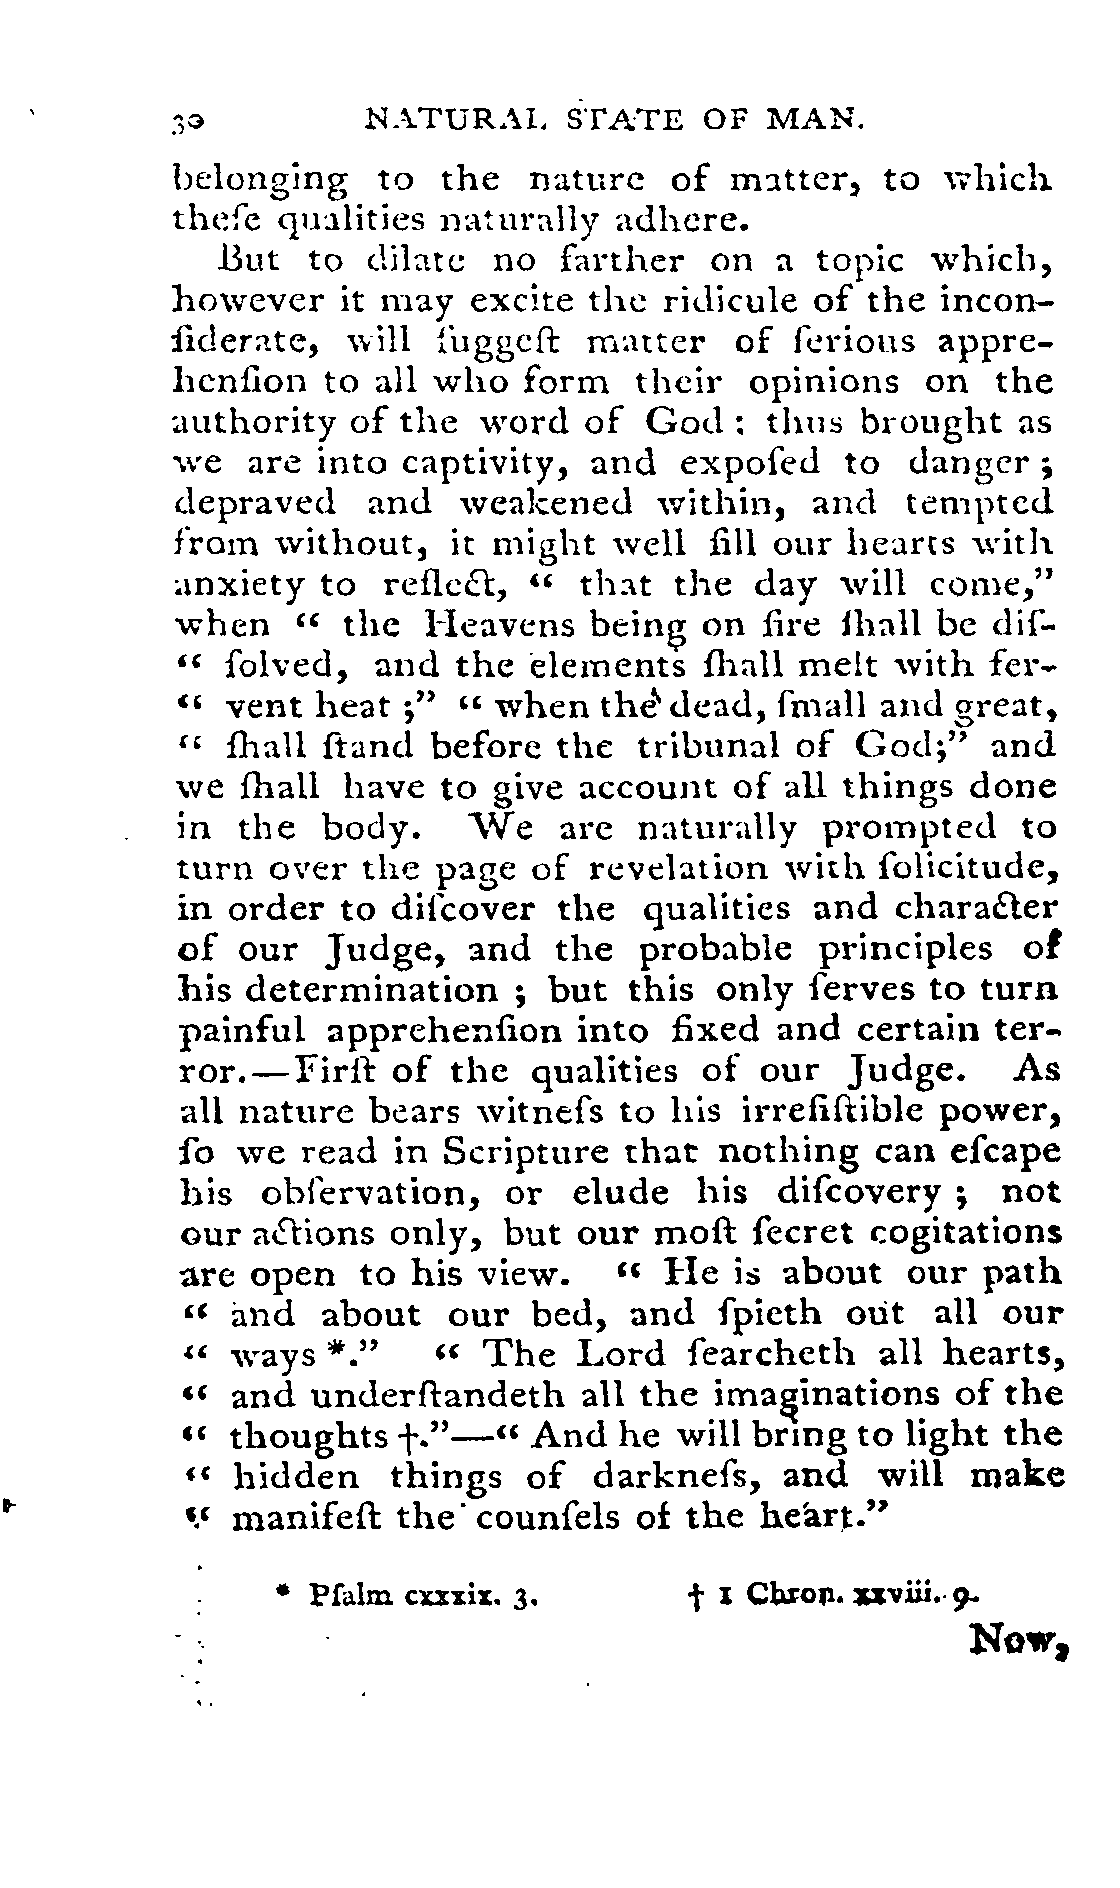 30 NATURAL STATE OF MAN.
belonging to the nature of matter, to which
theſe qualities naturally adhere.
But to dilate no farther on a topic which,
however it may excite the ridicule of the incon-
ſiderate, will ſuggeſt matter of ſerious appre-
henſion to all who form their opinions on the
authority of the word of God : thus brought as
we are into captivity, and expoſed to danger ;
depraved and weakened within, and tempted
from without, it might well fill our hearts with
anxiety to reflect, “ that the day will come,”
when “ the Heavens being on fire ſhall be diſ-
“ ſolved, and the elements ſhall melt with fer-
“ vent heat ;” “ when the dead, ſmall and great,
“ ſhall ſtand before the tribunal of God;” and
we ſhall have to give account of all things done
in the body. We are naturally prompted to
turn over the page of revelation with ſolicitude,
in order to diſcover the qualities and character
of our Judge, and the probable principles of
his determination ; but this only ſerves to turn
painful apprehenſion into fixed and certain ter-
ror.—Firſt of the qualities of our Judge. As
all nature bears witneſs to his irreſiſtible power,
ſo we read in Scripture that nothing can eſcape
his obſervation, or elude his diſcovery ; not
our actions only, but our moſt ſecret cogitations
are open to his view. “ He is about our path
“ and about our bed, and ſpieth out all our
“ ways *.” “ The Lord ſearcheth all hearts,
“ and underſtandeth all the imaginations of the
“ thoughts †.”—“ And he will bring to light the
“ hidden things of darkneſs, and will make
“ manifeſt the counſels of the heart.”
* Pſalm cxxxix. 3. † 1 Chron. xxviii. 9.
Now,